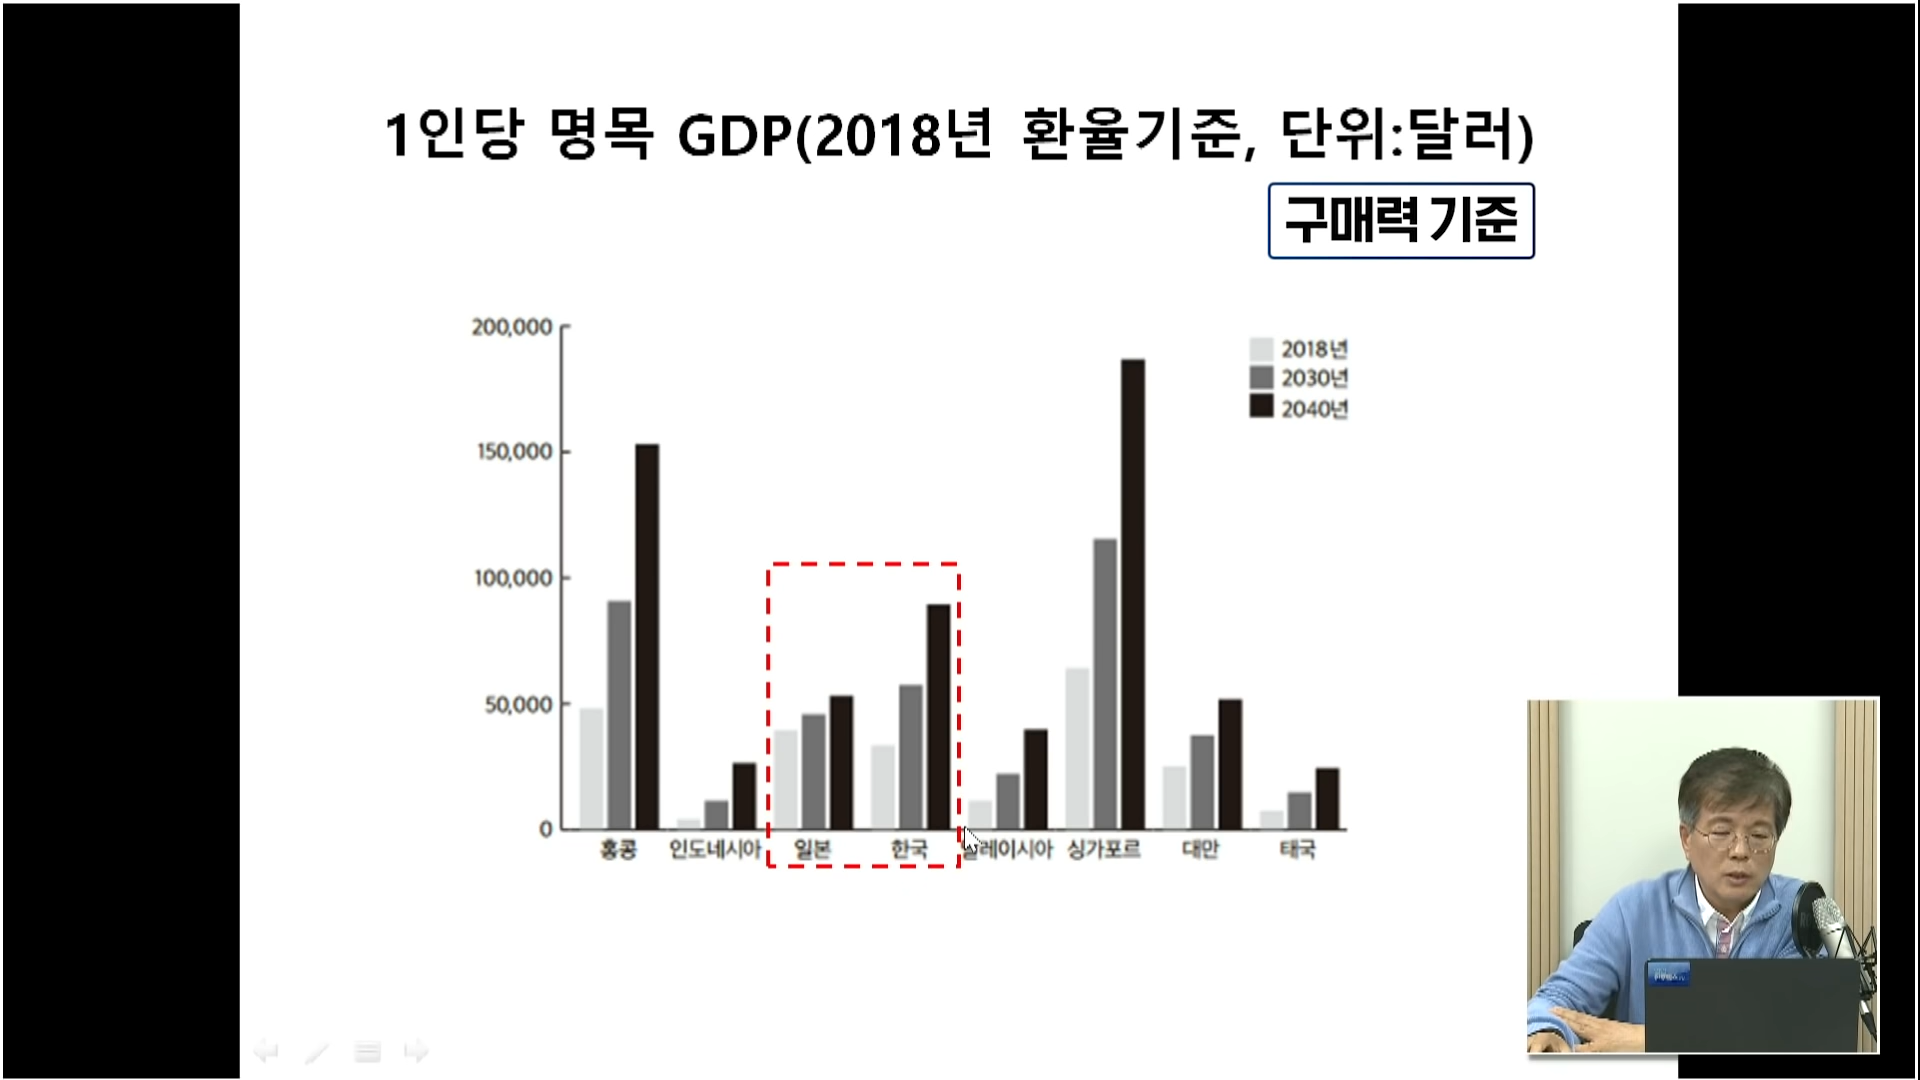 1인당 명목 GDP(2018년 환율기준, 단위:달러)
구매력 기준
200,000
150,000
100,000
50,000
0
2018년
2030년
2040년
홍콩 인도네시아 일본 한국 말레이시아 싱가포르 대만 태국